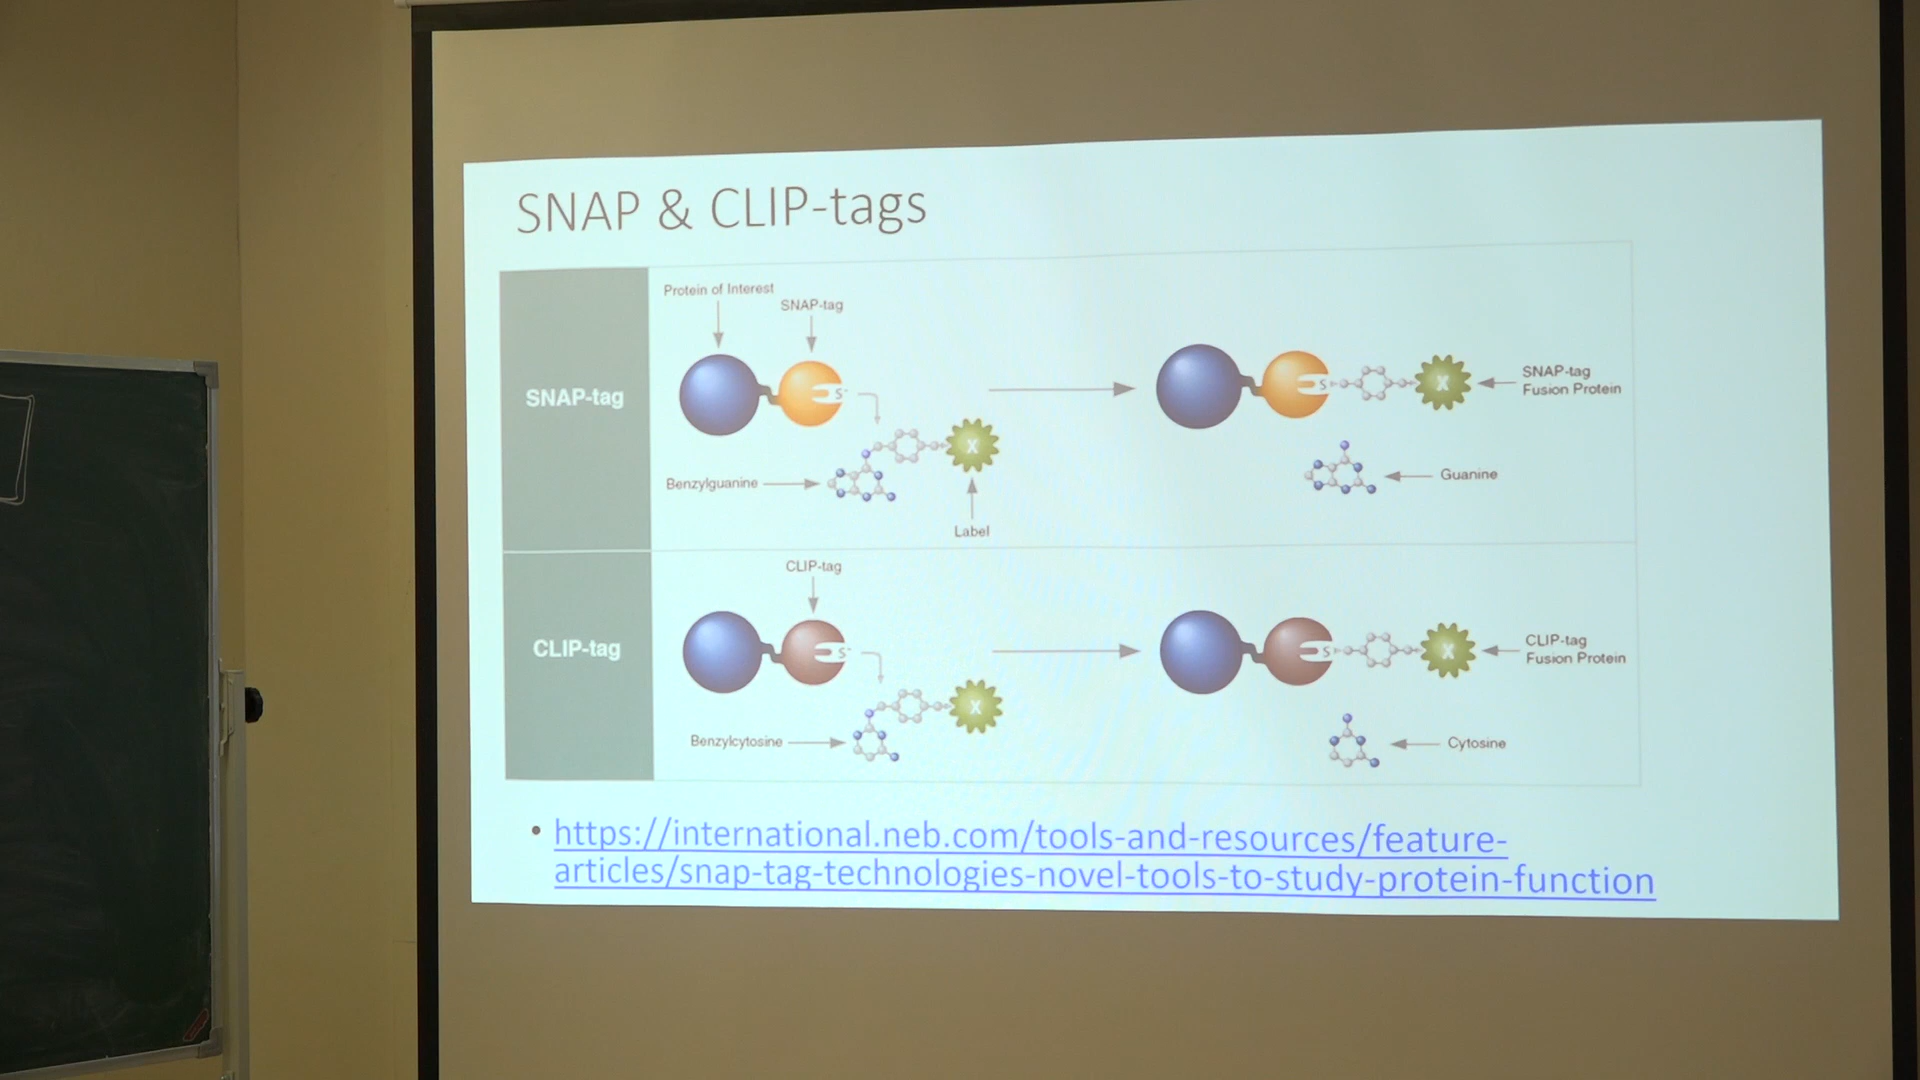 SNAP & CLIP-tags
SNAP-tag
Protein of Interest
SNAP-tag
S-
X
Benzylguanine
Label
S
X
SNAP-tag
Fusion Protein
Guanine
CLIP-tag
CLIP-tag
S-
X
Benzylcytosine
S
X
CLIP-tag
Fusion Protein
Cytosine
• https://international.neb.com/tools-and-resources/feature-
articles/snap-tag-technologies-novel-tools-to-study-protein-function